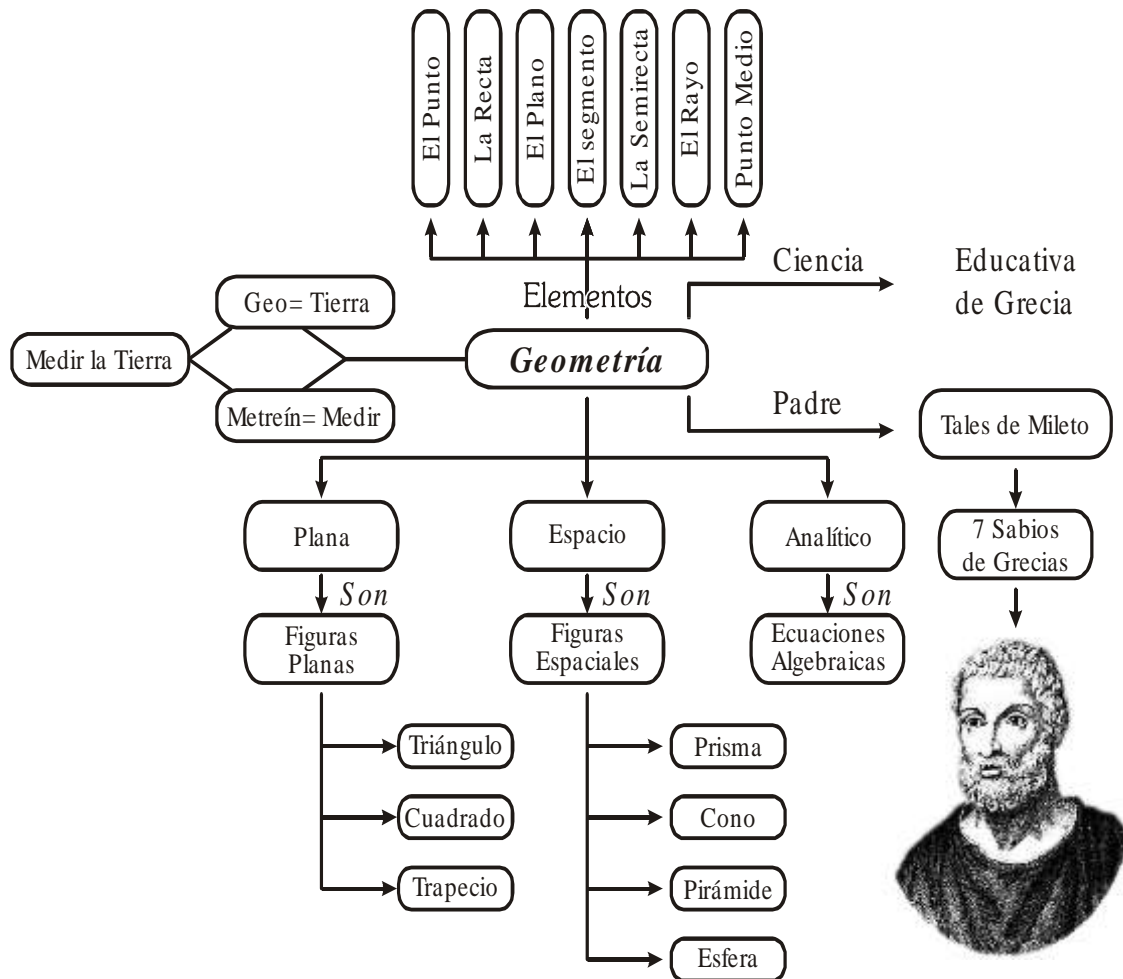 El Punto
La Recta
El Plano
El segmento
La Semirecta
El Rayo
Punto Medio
Ciencia
Educativa
de Grecia
Elementos
Geo= Tierra
Medir la Tierra
Geometría
Metreín= Medir
Padre
Tales de Mileto
Plana
Espacio
Analítico
7 Sabios
de Grecias
Son
Son
Son
Figuras
Planas
Figuras
Espaciales
Ecuaciones
Algebraicas
Triángulo
Cuadrado
Trapecio
Prisma
Cono
Pirámide
Esfera